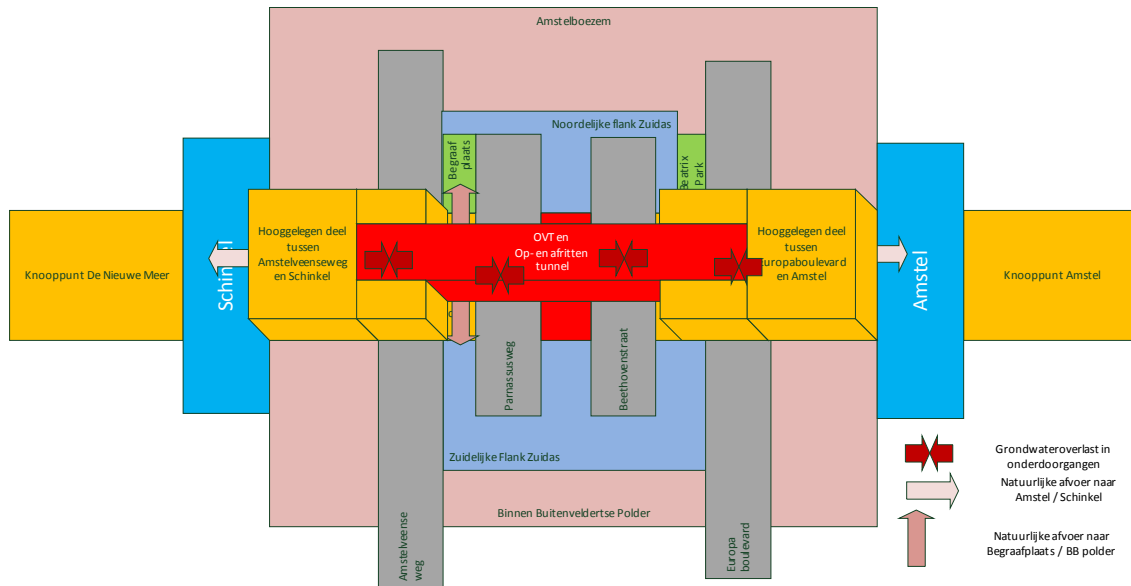 Amstelboezem
Noordelijke flank Zuidas
Begraaf
plaats
Beatrix
Park
Schinkel
Knooppunt De Nieuwe Meer
Hooggelegen deel
tussen
Amstelveenseweg
en Schinkel
OVT en
Op- en afritten
tunnel
Hooggelegen deel
tussen
Europaboulevard
en Amstel
Amstel
Knooppunt Amstel
Parnassusweg
Beethovenstraat
Zuidelijke Flank Zuidas
Binnen Buitenveldertse Polder
Amstelveense
weg
Europa
boulevard
Grondwateroverlast in
onderdoorgangen
Natuurlijke afvoer naar
Amstel / Schinkel
Natuurlijke afvoer naar
Begraafplaats / BB polder